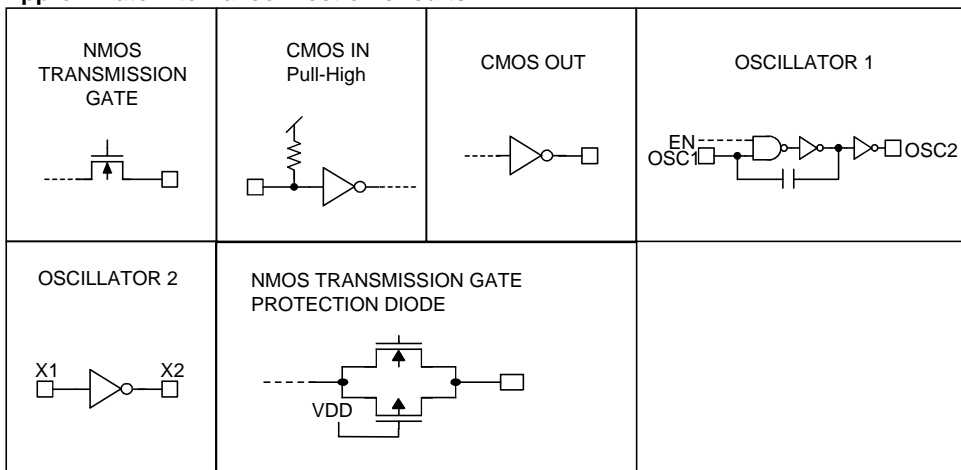 NMOS
TRANSMISSION
GATE
CMOS IN
Pull-High
CMOS OUT
OSCILLATOR 1
EN
OSC1
OSC2
OSCILLATOR 2
X1
X2
NMOS TRANSMISSION GATE
PROTECTION DIODE
VDD